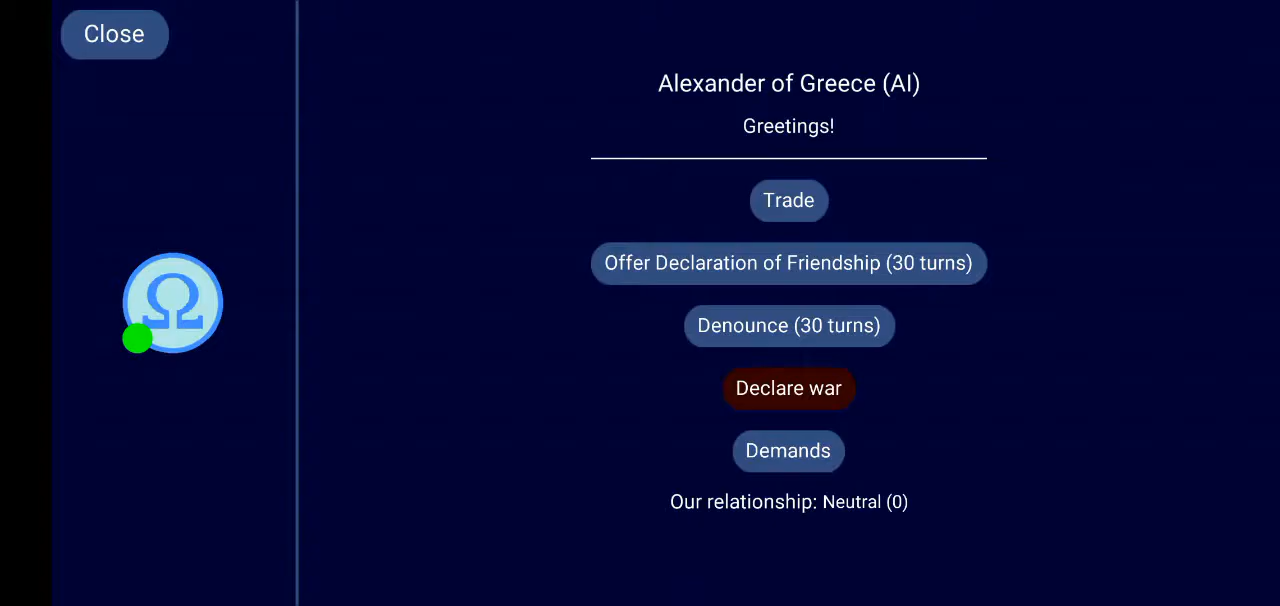 Close
Alexander of Greece (AI)
Greetings!
Trade
Offer Declaration of Friendship (30 turns)
Denounce (30 turns)
Declare war
Demands
Our relationship: Neutral (0)
Ω